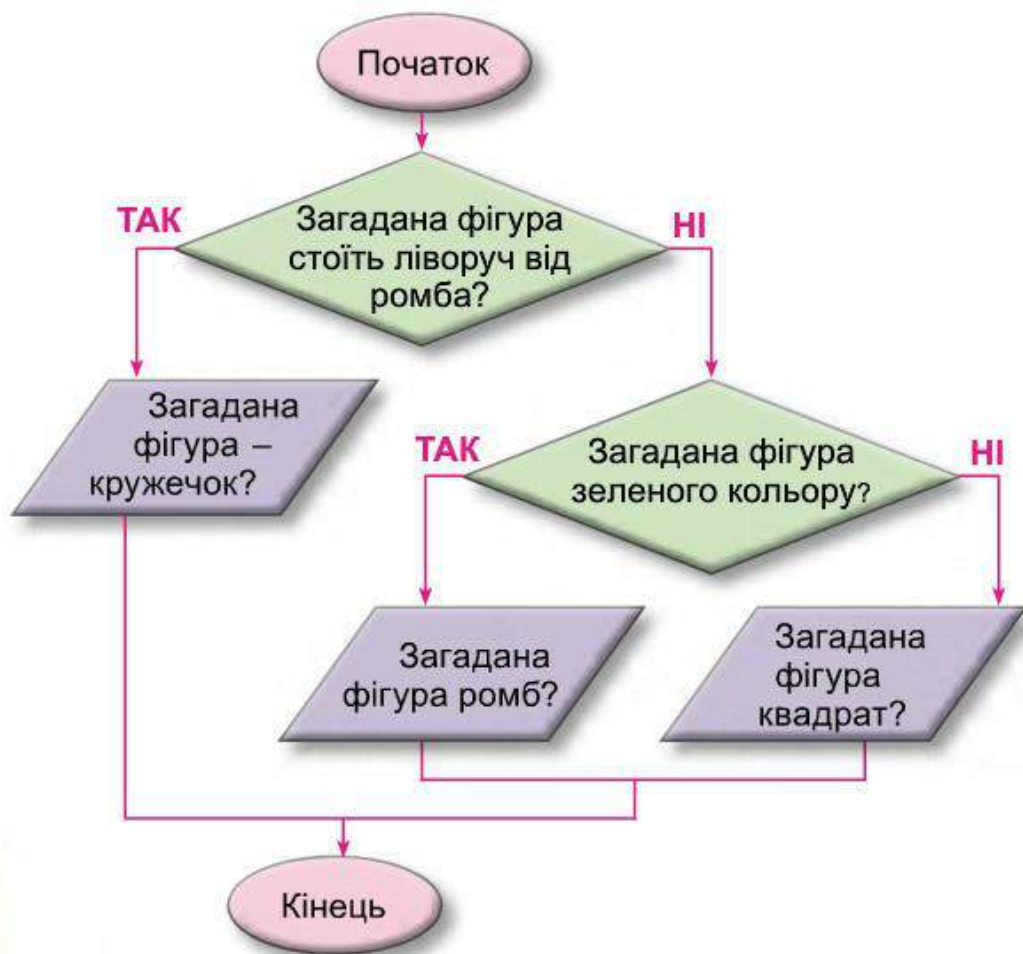 Початок
ТАК
Загадана фігура
стоїть ліворуч від
ромба?
НІ
Загадана
фігура –
кружечок?
ТАК
Загадана фігура
зеленого кольору?
НІ
Загадана
фігура ромб?
Загадана
фігура
квадрат?
Кінець